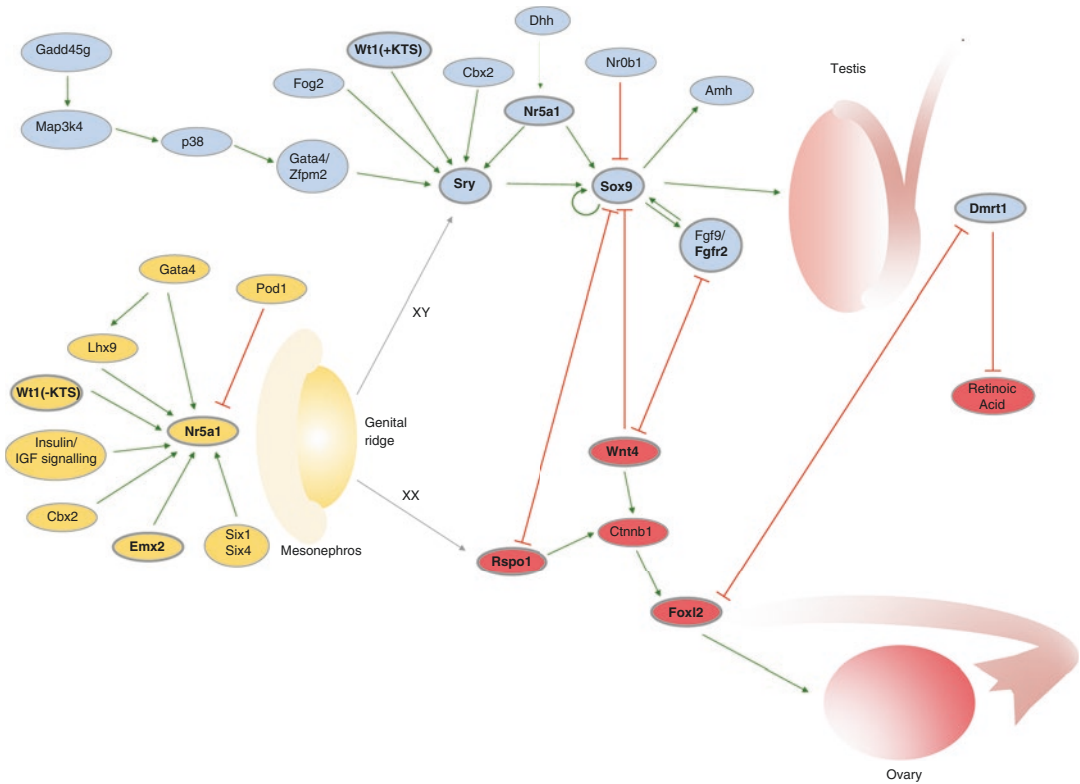 Dhh
Gadd45g
Wt1(+KTS)
Cbx2
Nr0b1
Testis
Fog2
Amh
Nr5a1
Map3k4
p38
Gata4/
Zfpm2
Sry
Sox9
Dmrt1
Fgf9/
Fgfr2
Gata4
Pod1
XY
Lhx9
Wt1(-KTS)
Retinoic
Acid
Nr5a1
Genital
ridge
Insulin/
IGF signalling
Wnt4
XX
Cbx2
Ctnnb1
Six1
Six4
Emx2
Mesonephros
Rspo1
Foxl2
Ovary